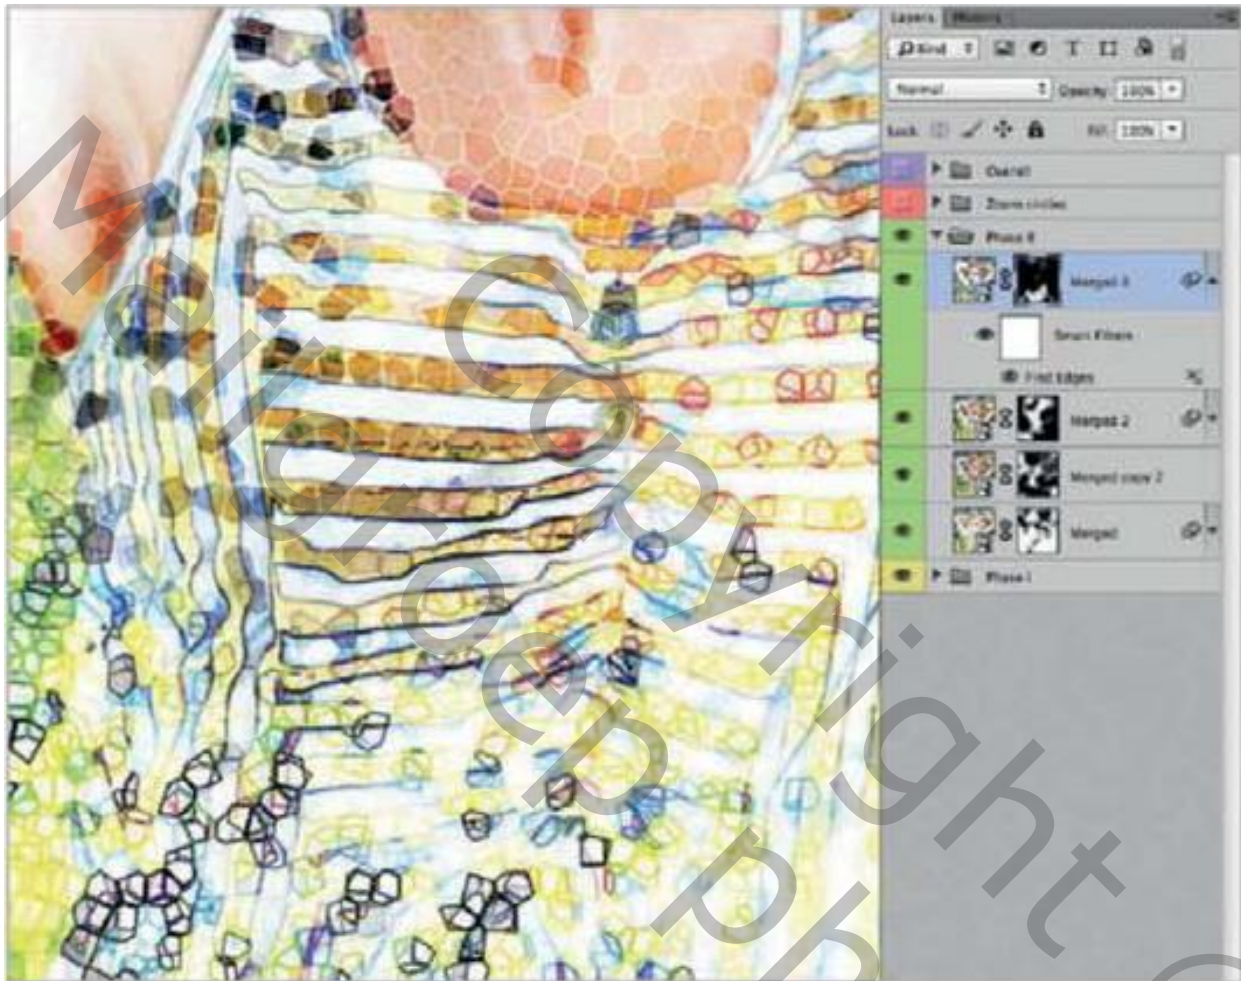 Layers
Kind
Normal
Opacity: 100%
Lock:
Fill: 100%
Overall
Zoom circles
Phase II
Merged 3
Smart Filters
Find Edges
Merged 2
Merged copy 2
Merged
Phase I
Copyright